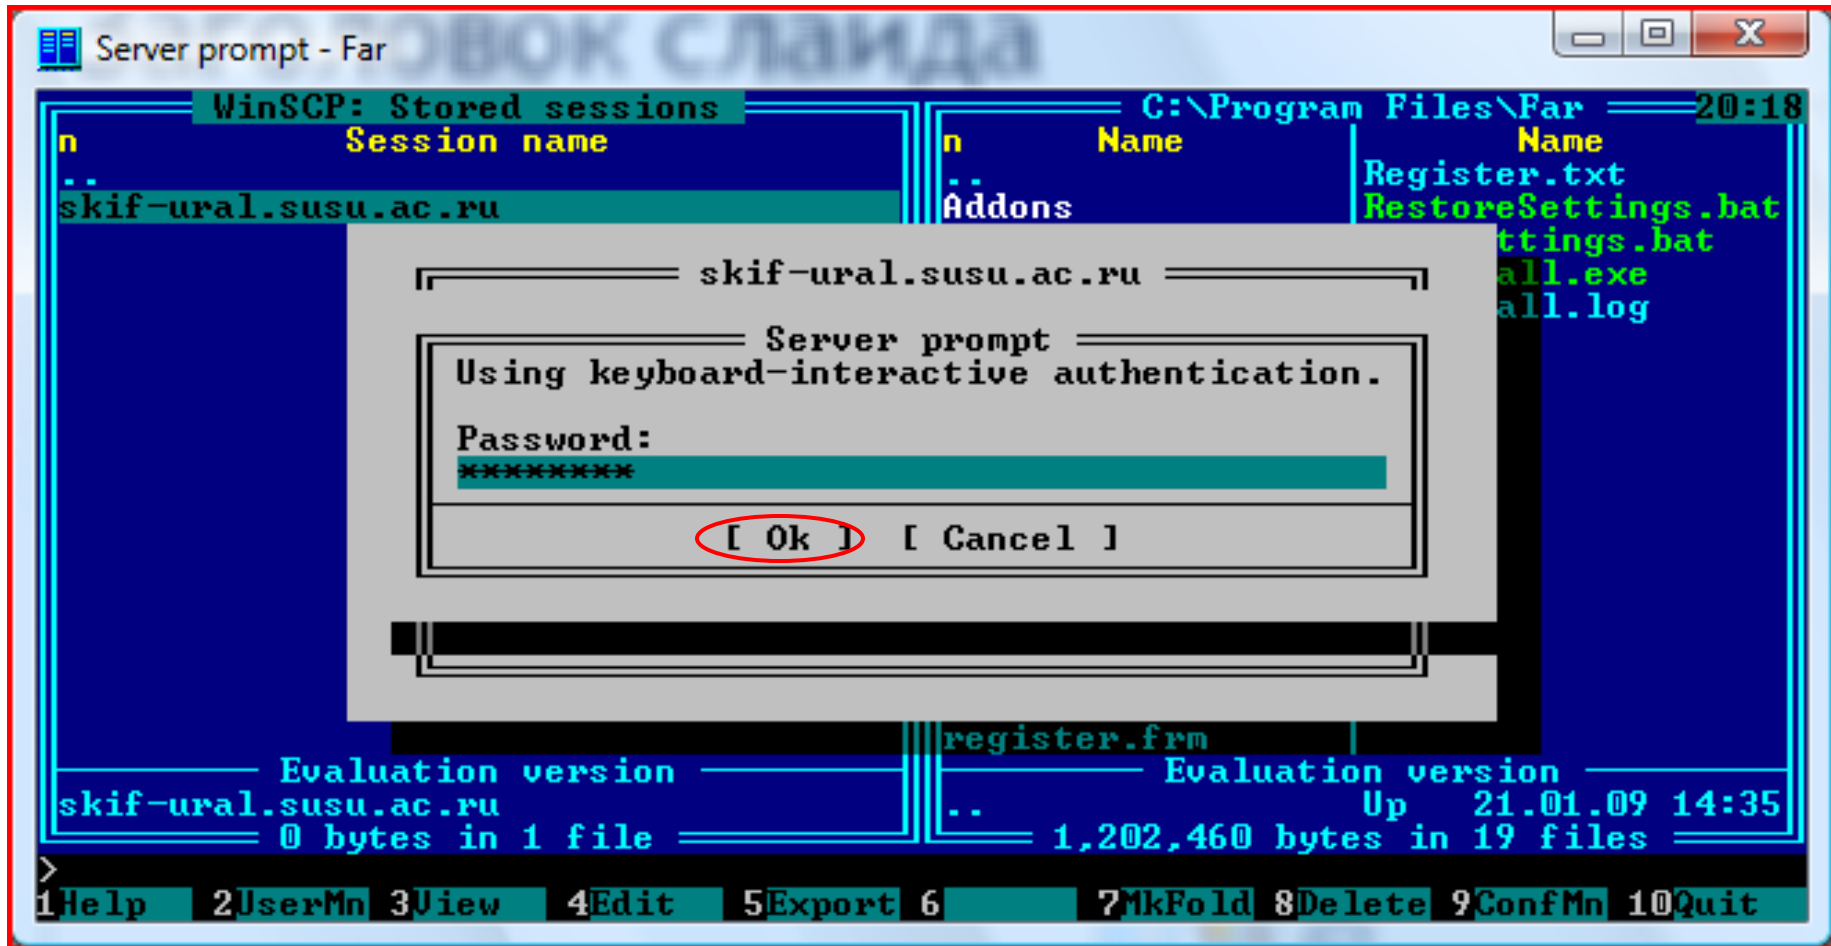 Server prompt - Far
WinSCP: Stored sessions
n Session name
..
skif-ural.susu.ac.ru
C:\Program Files\Far 20:18
n Name Name
.. Register.txt
Addons RestoreSettings.bat
ttings.bat
all.exe
all.log
skif-ural.susu.ac.ru
Server prompt
Using keyboard-interactive authentication.
Password:
********
[ Ok ] [ Cancel ]
register.frm
Evaluation version
skif-ural.susu.ac.ru
0 bytes in 1 file
Evaluation version
.. Up 21.01.09 14:35
1,202,460 bytes in 19 files
>
1Help 2UserMn 3View 4Edit 5Export 6 7MkFold 8Delete 9ConfMn 10Quit